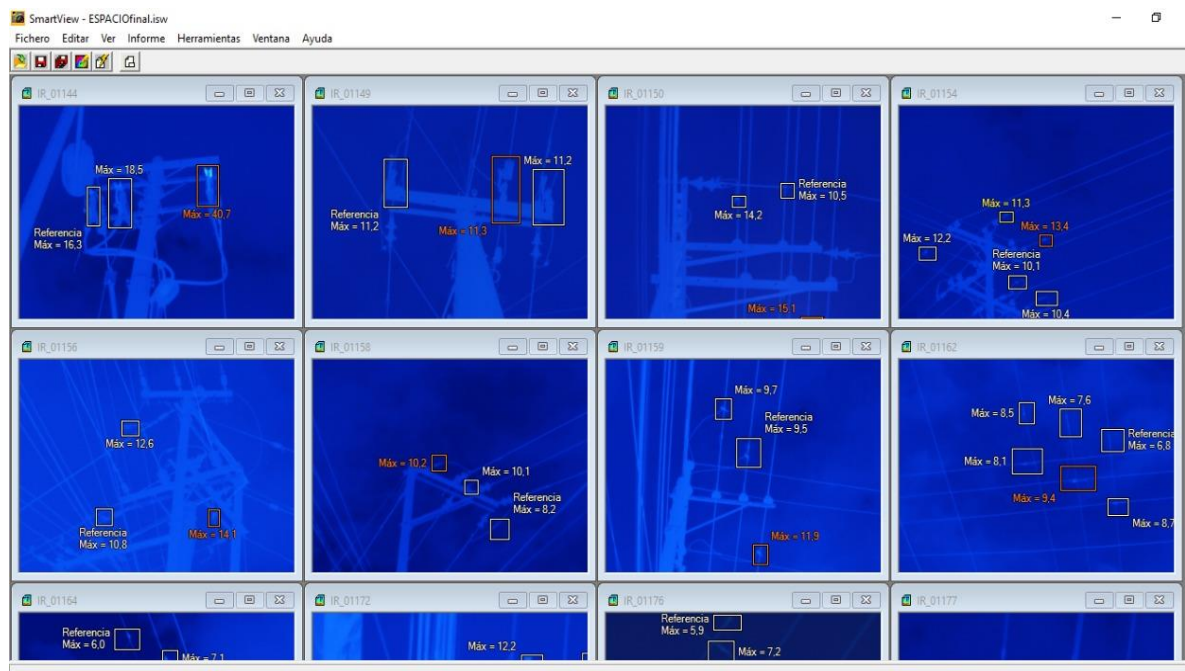 SmartView - ESPACIOfinal.isw
Fichero Editar Ver Informe Herramientas Ventana Ayuda
IR_01144
Máx = 18,5
Máx = 40,7
Referencia
Máx = 16,3
IR_01149
Máx = 11,2
Referencia
Máx = 11,2
Máx = 11,3
IR_01150
Referencia
Máx = 10,5
Máx = 14,2
Máx = 15,1
IR_01154
Máx = 11,3
Máx = 13,4
Máx = 12,2
Referencia
Máx = 10,1
Máx = 10,4
IR_01156
Máx = 12,6
Referencia
Máx = 10,8
Máx = 14,1
IR_01158
Máx = 10,2
Máx = 10,1
Referencia
Máx = 8,2
IR_01159
Máx = 9,7
Referencia
Máx = 9,5
Máx = 11,9
IR_01162
Máx = 7,6
Máx = 8,5
Referencia
Máx = 6,8
Máx = 8,1
Máx = 9,4
Máx = 8,7
IR_01164
Referencia
Máx = 6,0
Máx = 7,1
IR_01172
Máx = 12,2
IR_01176
Referencia
Máx = 5,9
Máx = 7,2
IR_01177